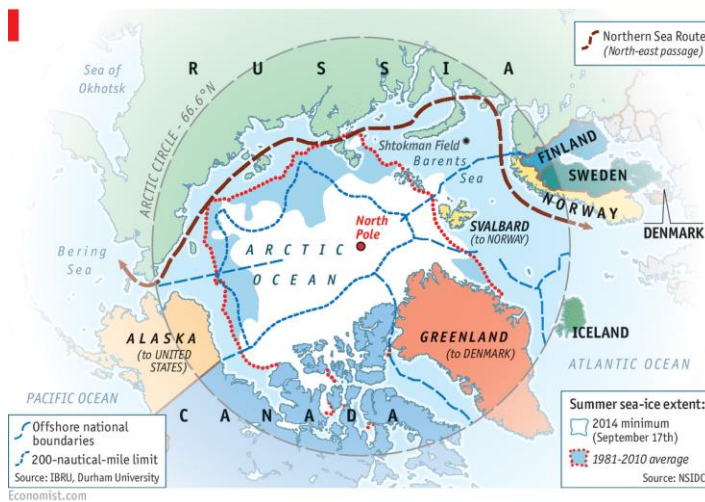 Northern Sea Route
(North-east passage)
Sea of
Okhotsk
R U S S I A
ARCTIC CIRCLE - 66.6°N
Shtokman Field
Barents
Sea
FINLAND
SWEDEN
NORWAY
DENMARK
North
Pole
SVALBARD
(to NORWAY)
ARCTIC
OCEAN
Bering
Sea
ALASKA
(to UNITED
STATES)
GREENLAND
(to DENMARK)
ICELAND
ATLANTIC OCEAN
PACIFIC OCEAN
C A N A D A
Offshore national
boundaries
200-nautical-mile limit
Source: IBRU, Durham University
Summer sea-ice extent:
2014 minimum
(September 17th)
1981-2010 average
Source: NSIDC
Economist.com